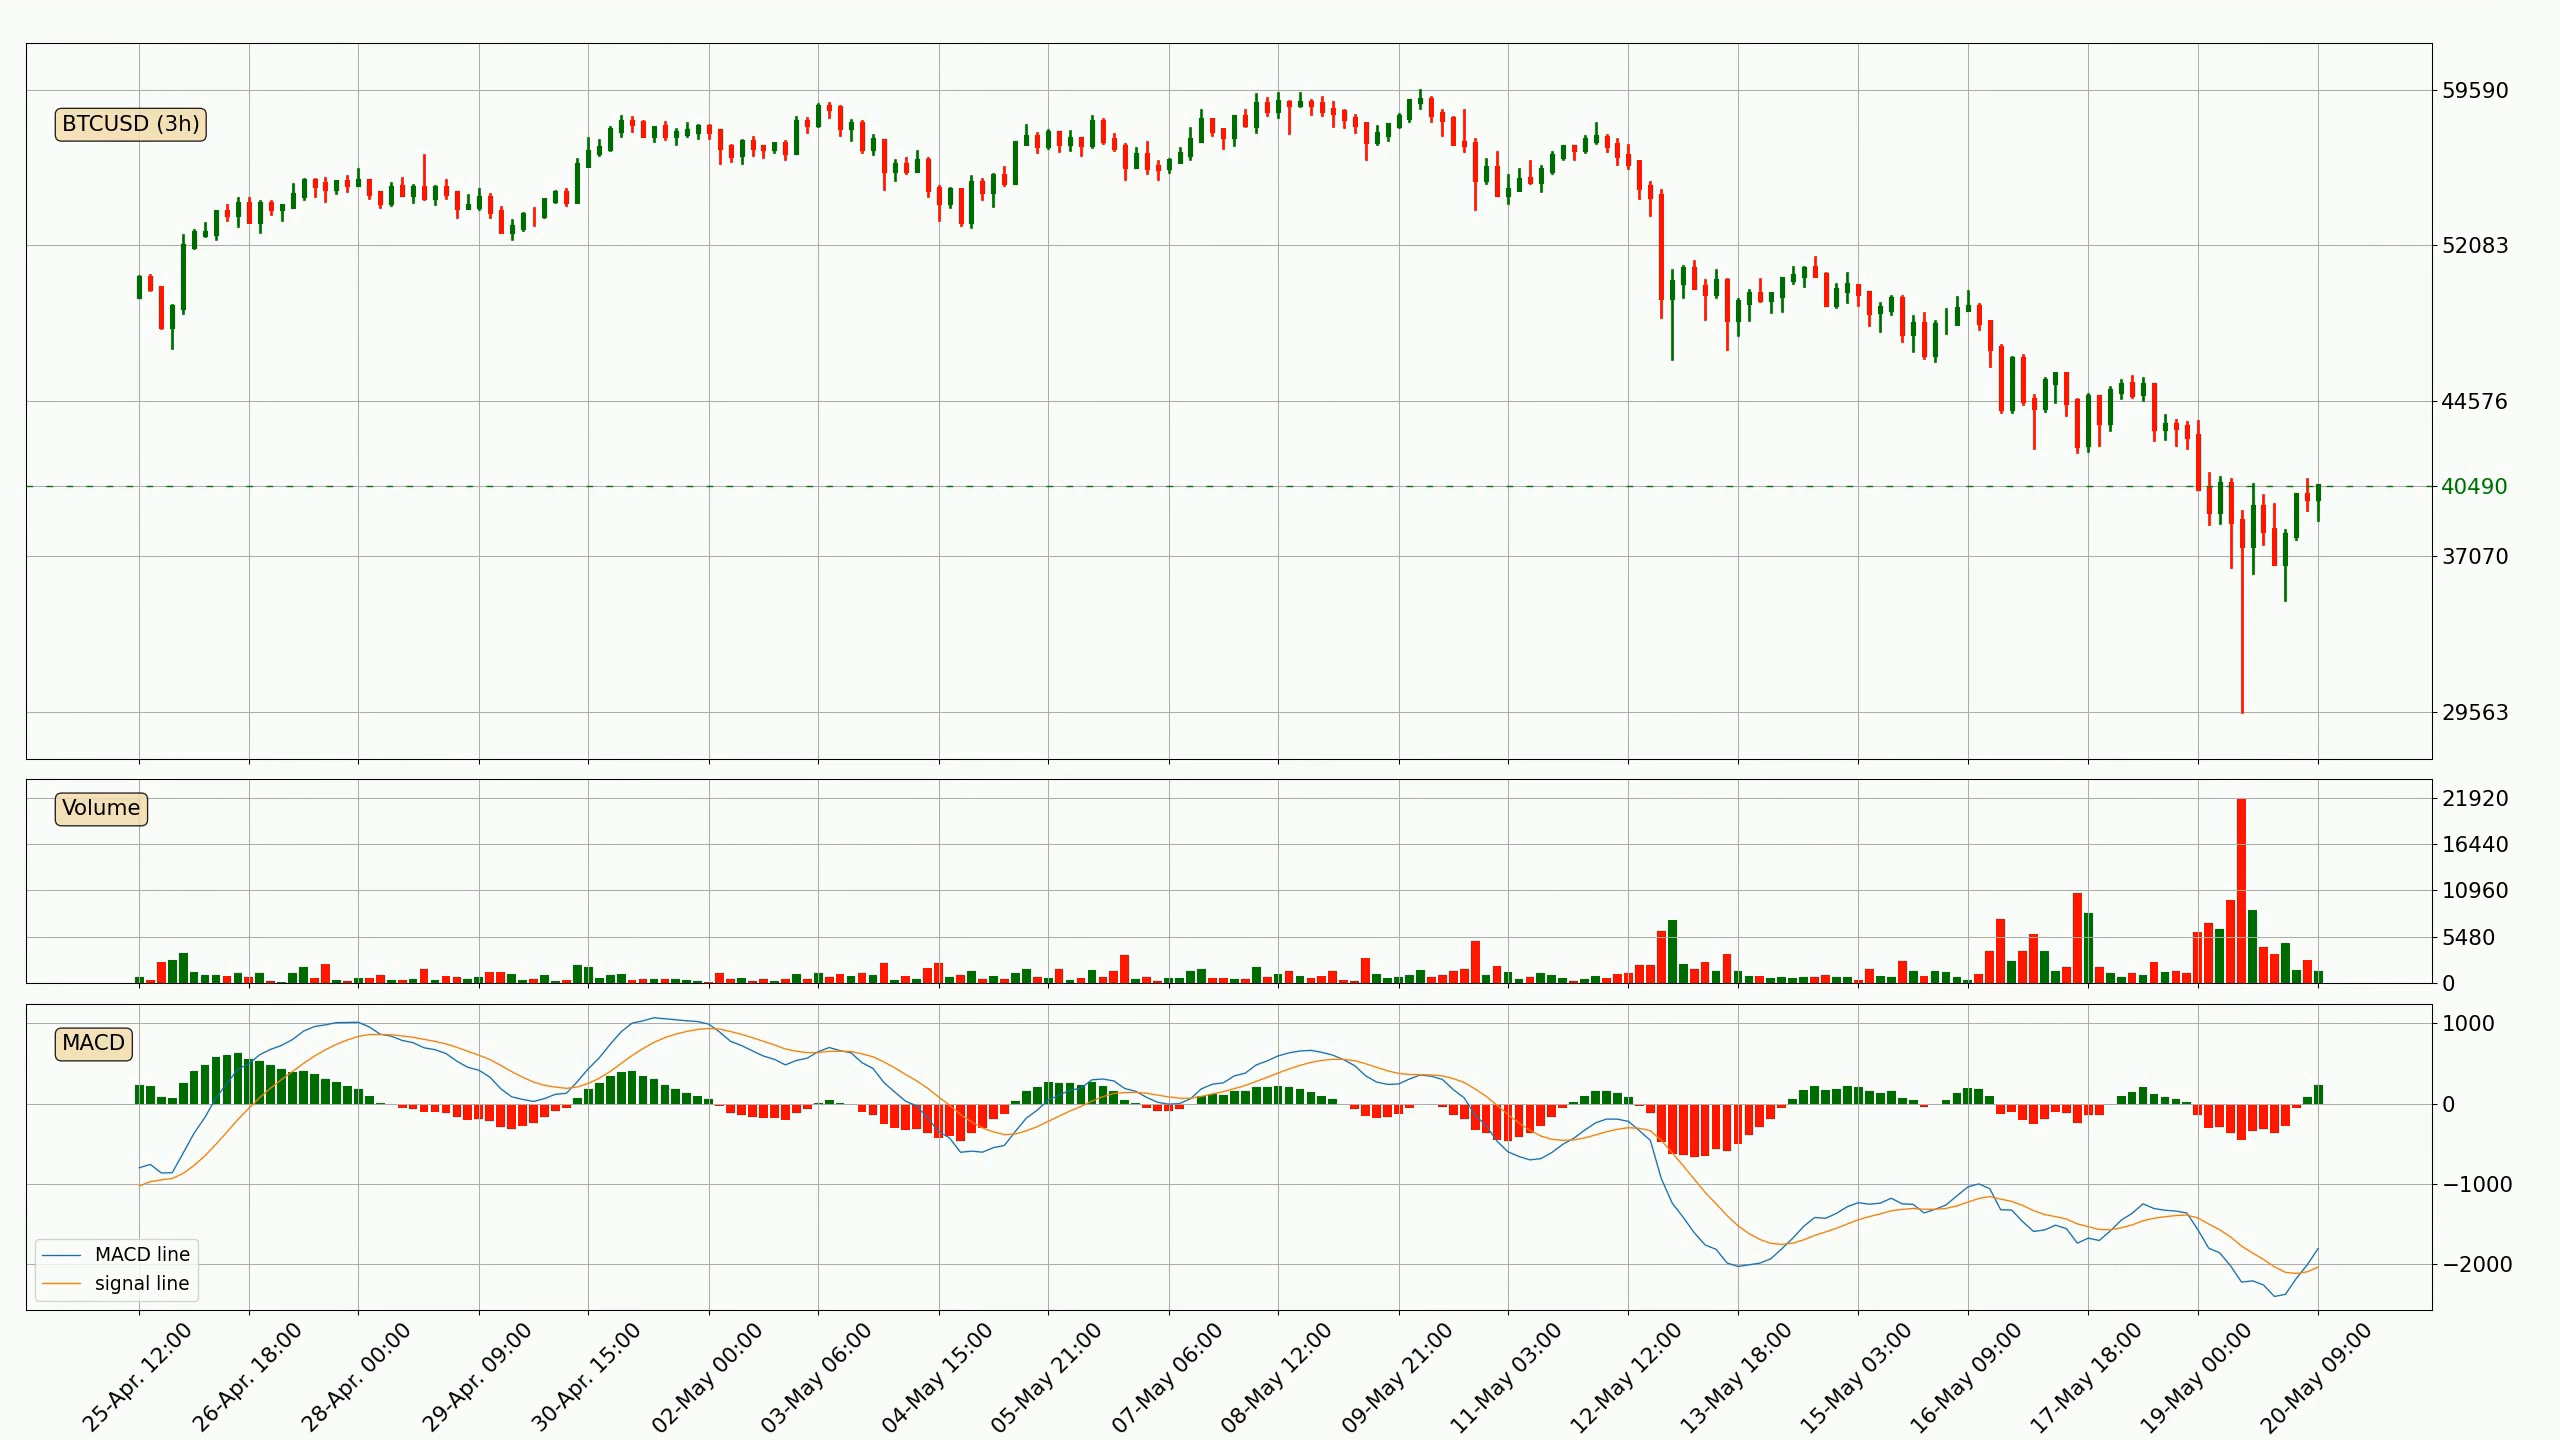 BTCUSD (3h)
59590
52083
44576
40490
37070
29563
Volume
21920
16440
10960
5480
0
MACD
1000
0
−1000
−2000
MACD line
signal line
25-Apr. 12:00
26-Apr. 18:00
28-Apr. 00:00
29-Apr. 09:00
30-Apr. 15:00
02-May 00:00
03-May 06:00
04-May 15:00
05-May 21:00
07-May 06:00
08-May 12:00
09-May 21:00
11-May 03:00
12-May 12:00
13-May 18:00
15-May 03:00
16-May 09:00
17-May 18:00
19-May 00:00
20-May 09:00